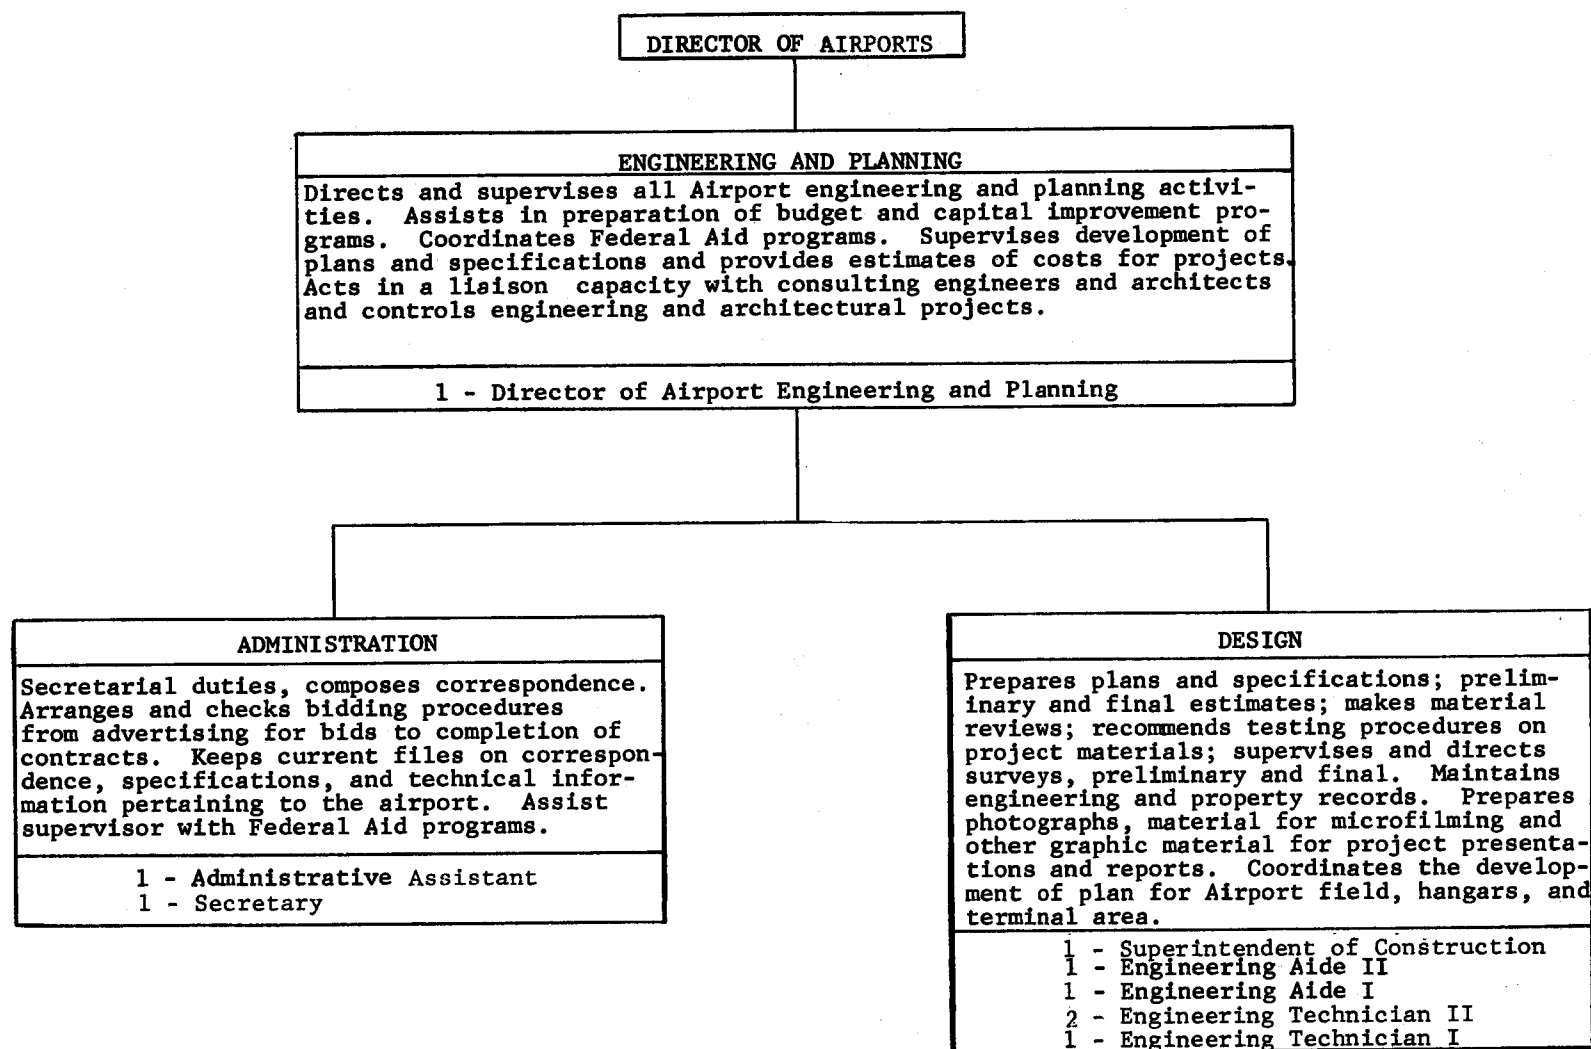 DIRECTOR OF AIRPORTS
ENGINEERING AND PLANNING
Directs and supervises all Airport engineering and planning activi-
ties. Assists in preparation of budget and capital improvement pro-
grams. Coordinates Federal Aid programs. Supervises development of
plans and specifications and provides estimates of costs for projects.
Acts in a liaison capacity with consulting engineers and architects
and controls engineering and architectural projects.
1 - Director of Airport Engineering and Planning
ADMINISTRATION
Secretarial duties, composes correspondence.
Arranges and checks bidding procedures
from advertising for bids to completion of
contracts. Keeps current files on correspon-
dence, specifications, and technical infor-
mation pertaining to the airport. Assist
supervisor with Federal Aid programs.
1 - Administrative Assistant
1 - Secretary
DESIGN
Prepares plans and specifications; prelim-
inary and final estimates; makes material
reviews; recommends testing procedures on
project materials; supervises and directs
surveys, preliminary and final. Maintains
engineering and property records. Prepares
photographs, material for microfilming and
other graphic material for project presenta-
tions and reports. Coordinates the develop-
ment of plan for Airport field, hangars, and
terminal area.
1 - Superintendent of Construction
1 - Engineering Aide II
1 - Engineering Aide I
2 - Engineering Technician II
1 - Engineering Technician I